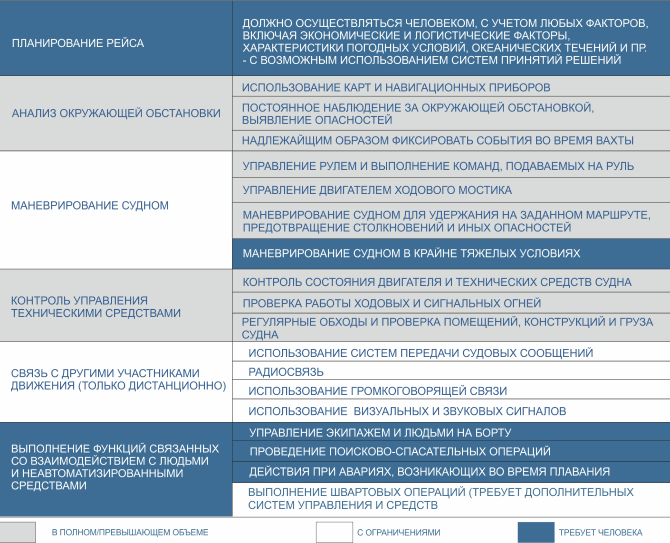 ПЛАНИРОВАНИЕ РЕЙСА
ДОЛЖНО ОСУЩЕСТВЛЯТЬСЯ ЧЕЛОВЕКОМ, С УЧЕТОМ ЛЮБЫХ ФАКТОРОВ,
ВКЛЮЧАЯ ЭКОНОМИЧЕСКИЕ И ЛОГИСТИЧЕСКИЕ ФАКТОРЫ,
ХАРАКТЕРИСТИКИ ПОГОДНЫХ УСЛОВИЙ, ОКЕАНИЧЕСКИХ ТЕЧЕНИЙ И ПР.
- С ВОЗМОЖНЫМ ИСПОЛЬЗОВАНИЕМ СИСТЕМ ПРИНЯТИЙ РЕШЕНИЙ
АНАЛИЗ ОКРУЖАЮЩЕЙ ОБСТАНОВКИ
ИСПОЛЬЗОВАНИЕ КАРТ И НАВИГАЦИОННЫХ ПРИБОРОВ
ПОСТОЯННОЕ НАБЛЮДЕНИЕ ЗА ОКРУЖАЮЩЕЙ ОБСТАНОВКОЙ,
ВЫЯВЛЕНИЕ ОПАСНОСТЕЙ
НАДЛЕЖАЙЩИМ ОБРАЗОМ ФИКСИРОВАТЬ СОБЫТИЯ ВО ВРЕМЯ ВАХТЫ
МАНЕВРИРОВАНИЕ СУДНОМ
УПРАВЛЕНИЕ РУЛЕМ И ВЫПОЛНЕНИЕ КОМАНД, ПОДАВАЕМЫХ НА РУЛЬ
УПРАВЛЕНИЕ ДВИГАТЕЛЕМ ХОДОВОГО МОСТИКА
МАНЕВРИРОВАНИЕ СУДНОМ ДЛЯ УДЕРЖАНИЯ НА ЗАДАННОМ МАРШРУТЕ,
ПРЕДОТВРАЩЕНИЕ СТОЛКНОВЕНИЙ И ИНЫХ ОПАСНОСТЕЙ
МАНЕВРИРОВАНИЕ СУДНОМ В КРАЙНЕ ТЯЖЕЛЫХ УСЛОВИЯХ
КОНТРОЛЬ УПРАВЛЕНИЯ
ТЕХНИЧЕСКИМИ СРЕДСТВАМИ
КОНТРОЛЬ СОСТОЯНИЯ ДВИГАТЕЛЯ И ТЕХНИЧЕСКИХ СРЕДСТВ СУДНА
ПРОВЕРКА РАБОТЫ ХОДОВЫХ И СИГНАЛЬНЫХ ОГНЕЙ
РЕГУЛЯРНЫЕ ОБХОДЫ И ПРОВЕРКА ПОМЕЩЕНИЙ, КОНСТРУКЦИЙ И ГРУЗА
СУДНА
СВЯЗЬ С ДРУГИМИ УЧАСТНИКАМИ
ДВИЖЕНИЯ (ТОЛЬКО ДИСТАНЦИОННО)
ИСПОЛЬЗОВАНИЕ СИСТЕМ ПЕРЕДАЧИ СУДОВЫХ СООБЩЕНИЙ
РАДИОСВЯЗЬ
ИСПОЛЬЗОВАНИЕ ГРОМКОГОВОРЯЩЕЙ СВЯЗИ
ИСПОЛЬЗОВАНИЕ ВИЗУАЛЬНЫХ И ЗВУКОВЫХ СИГНАЛОВ
ВЫПОЛНЕНИЕ ФУНКЦИЙ СВЯЗАННЫХ
СО ВЗАИМОДЕЙСТВИЕМ С ЛЮДЬМИ
И НЕАВТОМАТИЗИРОВАННЫМИ
СРЕДСТВАМИ
УПРАВЛЕНИЕ ЭКИПАЖЕМ И ЛЮДЬМИ НА БОРТУ
ПРОВЕДЕНИЕ ПОИСКОВО-СПАСАТЕЛЬНЫХ ОПЕРАЦИЙ
ДЕЙСТВИЯ ПРИ АВАРИЯХ, ВОЗНИКАЮЩИХ ВО ВРЕМЯ ПЛАВАНИЯ
ВЫПОЛНЕНИЕ ШВАРТОВЫХ ОПЕРАЦИЙ (ТРЕБУЕТ ДОПОЛНИТЕЛЬНЫХ
СИСТЕМ УПРАВЛЕНИЯ И СРЕДСТВ
В ПОЛНОМ/ПРЕВЫШАЮЩЕМ ОБЪЕМЕ
С ОГРАНИЧЕНИЯМИ
ТРЕБУЕТ ЧЕЛОВЕКА